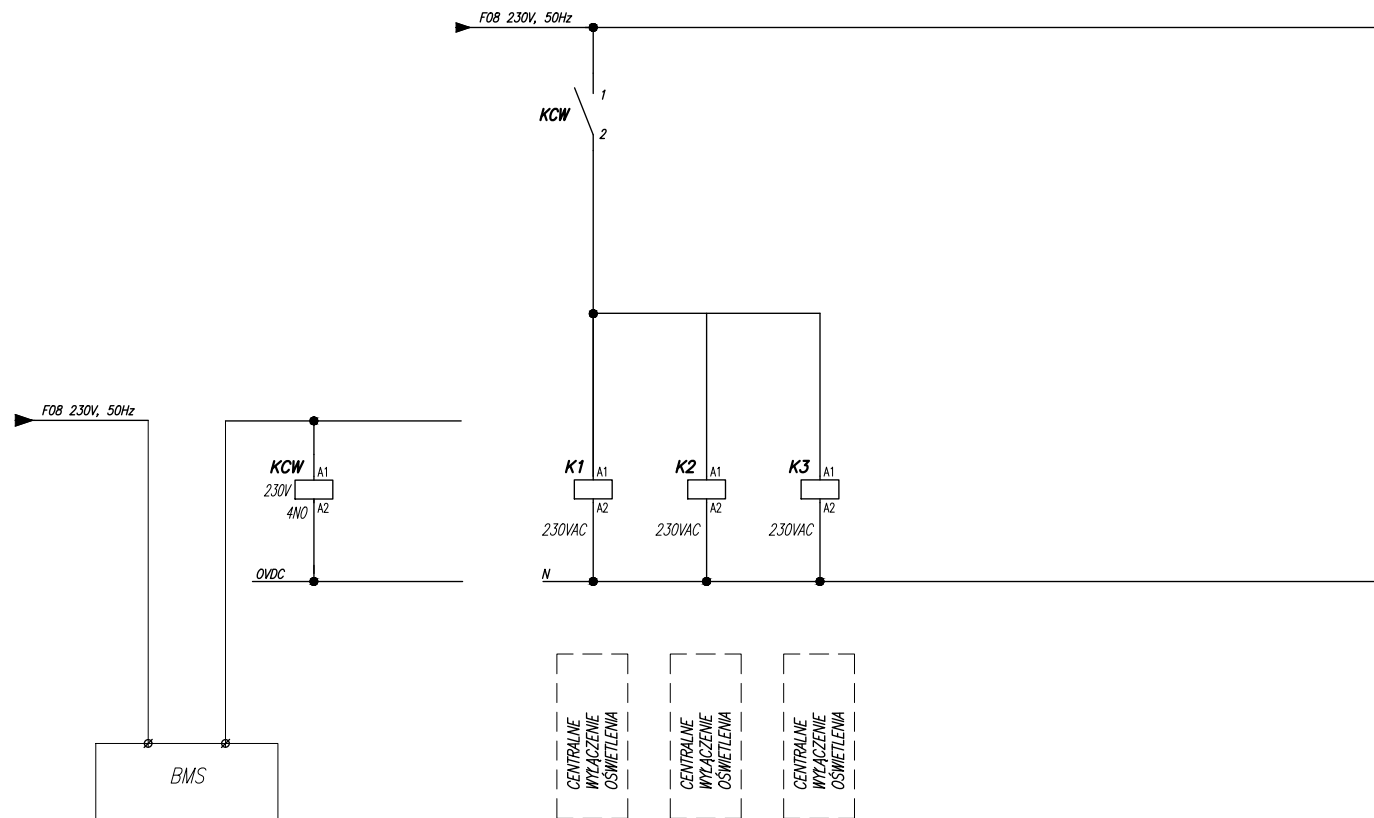 F08 230V, 50Hz
1
KCW
2
F08 230V, 50Hz
KCW
A1
230V
4NO
A2
0VDC
K1
A1
A2
230VAC
K2
A1
A2
230VAC
K3
A1
A2
230VAC
N
BMS
CENTRALNE
WYŁĄCZENIE
OŚWIETLENIA
CENTRALNE
WYŁĄCZENIE
OŚWIETLENIA
CENTRALNE
WYŁĄCZENIE
OŚWIETLENIA